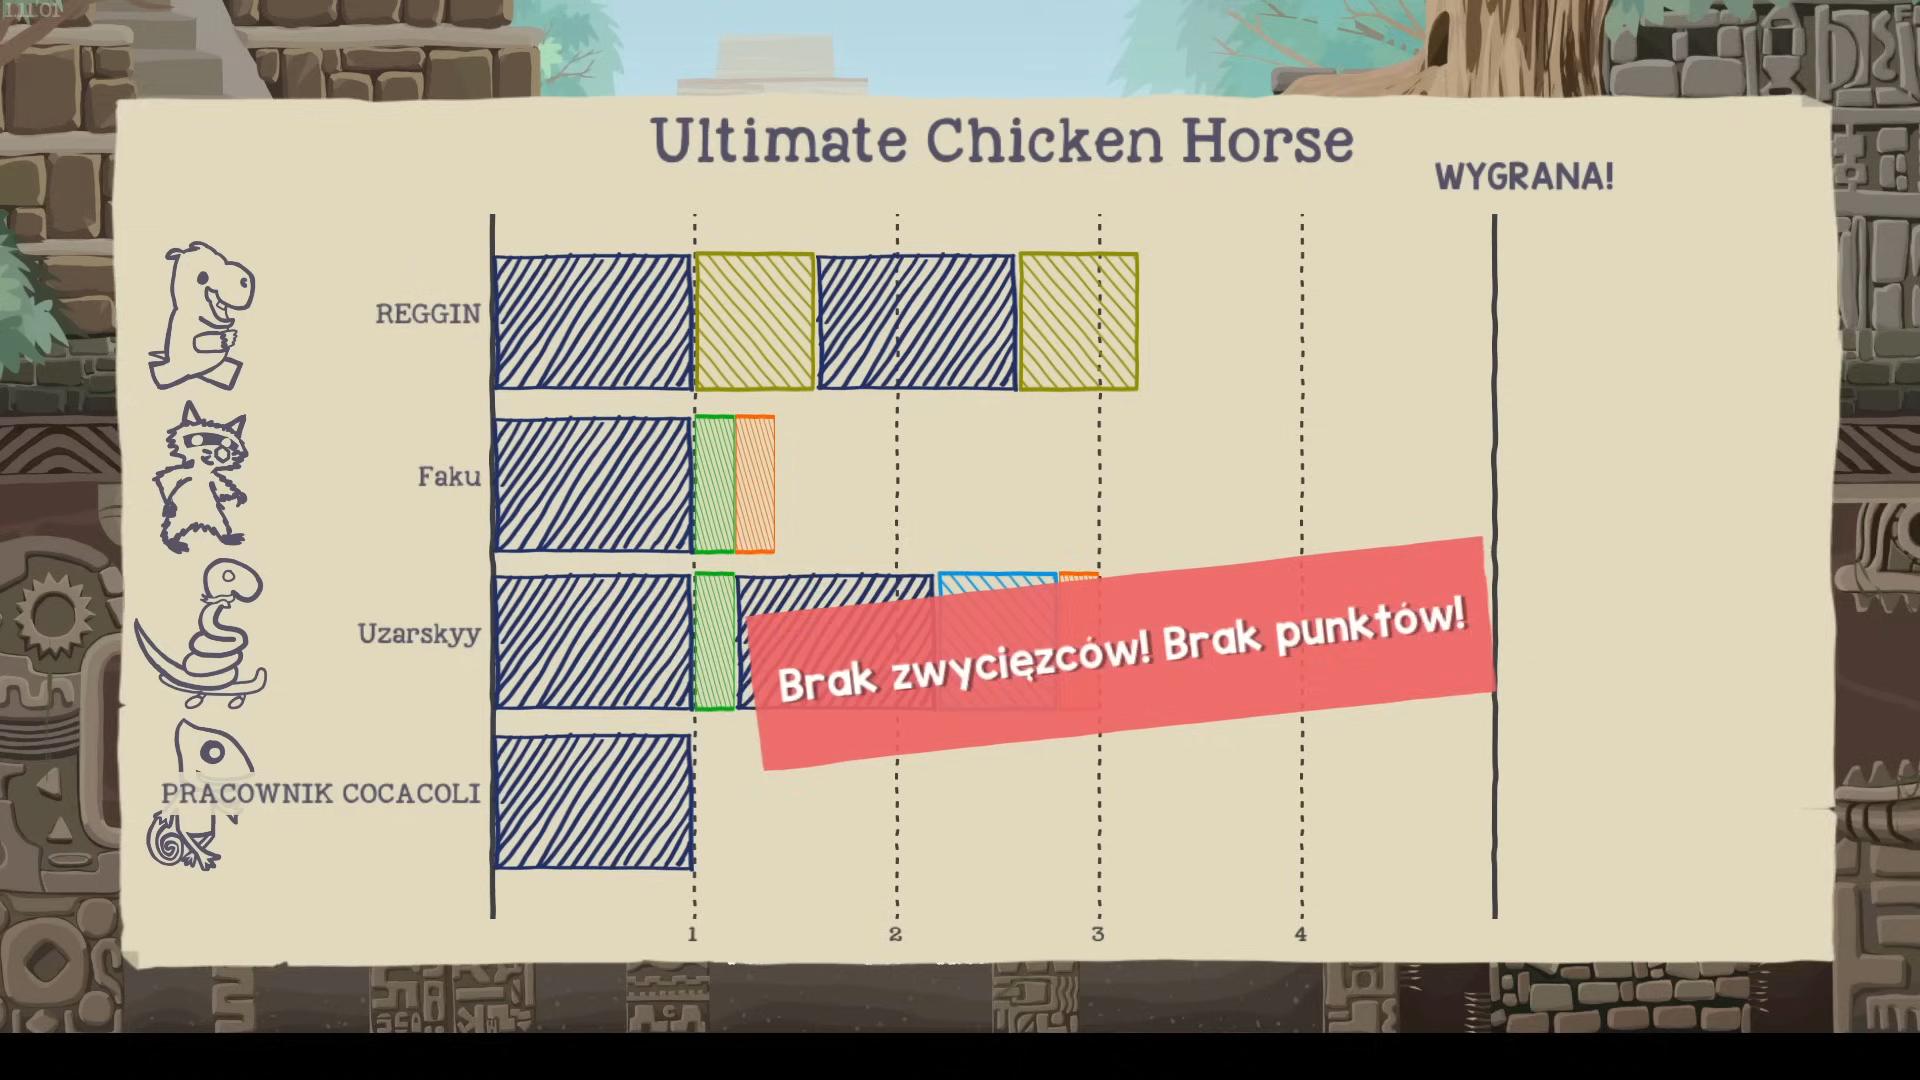 Ultimate Chicken Horse
WYGRANA!
REGGIN
Faku
Uzarskyy
Brak zwycięzców! Brak punktów!
PRACOWNIK COCACOLI
1 2 3 4